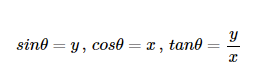 sinθ = y , cosθ = x , tanθ = y/x